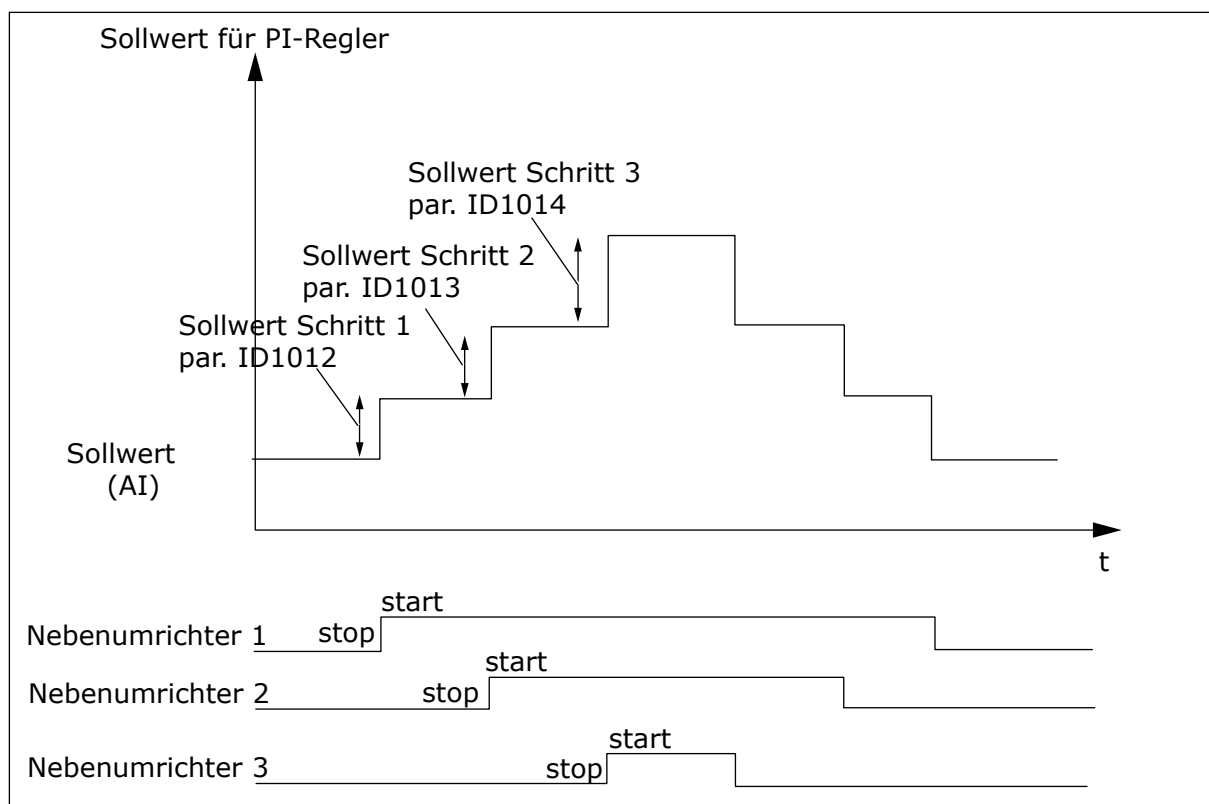 Sollwert für PI-Regler
Sollwert Schritt 3
par. ID1014
Sollwert Schritt 2
par. ID1013
Sollwert Schritt 1
par. ID1012
Sollwert
(AI)
t
start
Nebenumrichter 1 stop
start
Nebenumrichter 2 stop
start
Nebenumrichter 3 stop